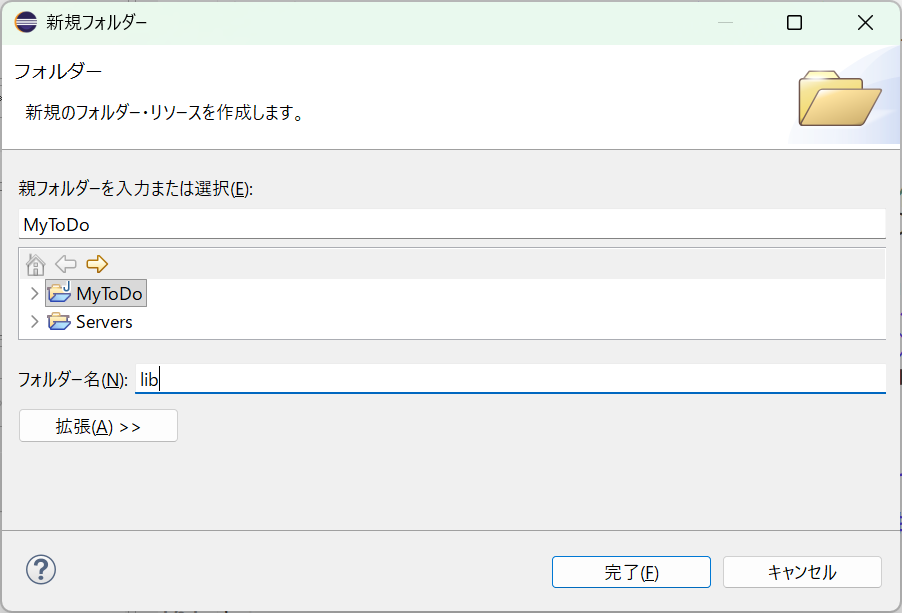 新規フォルダー
フォルダー
新規のフォルダー・リソースを作成します。
親フォルダーを入力または選択(E):
MyToDo
MyToDo
Servers
フォルダー名(N): lib
拡張(A) >>
?
完了(F) キャンセル